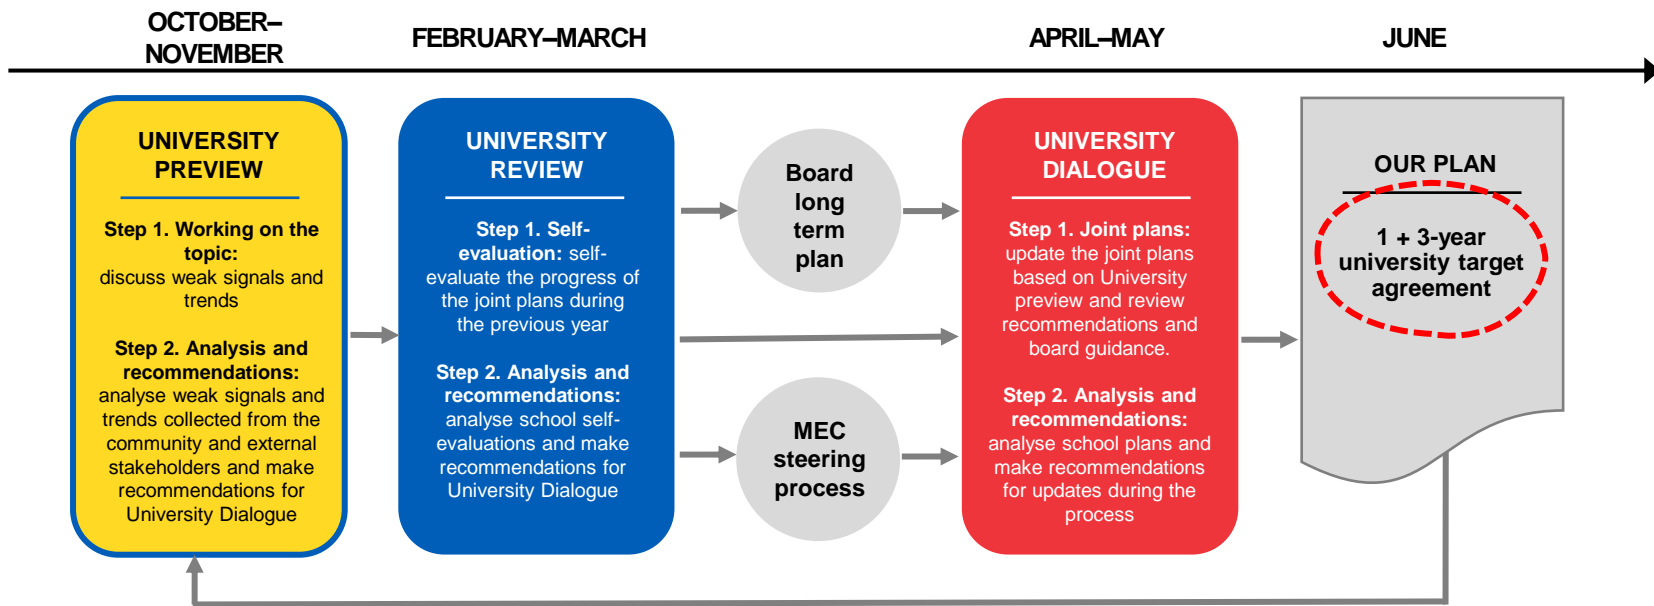 OCTOBER–
NOVEMBER
FEBRUARY–MARCH
APRIL–MAY
JUNE
UNIVERSITY
PREVIEW
Step 1. Working on the
topic:
discuss weak signals and
trends
Step 2. Analysis and
recommendations:
analyse weak signals and
trends collected from the
community and external
stakeholders and make
recommendations for
University Dialogue
UNIVERSITY
REVIEW
Step 1. Self-
evaluation: self-
evaluate the progress of
the joint plans during
the previous year
Step 2. Analysis and
recommendations:
analyse school self-
evaluations and make
recommendations for
University Dialogue
Board
long
term
plan
MEC
steering
process
UNIVERSITY
DIALOGUE
Step 1. Joint plans:
update the joint plans
based on University
preview and review
recommendations and
board guidance.
Step 2. Analysis and
recommendations:
analyse school plans and
make recommendations
for updates during the
process
OUR PLAN
1 + 3-year
university target
agreement